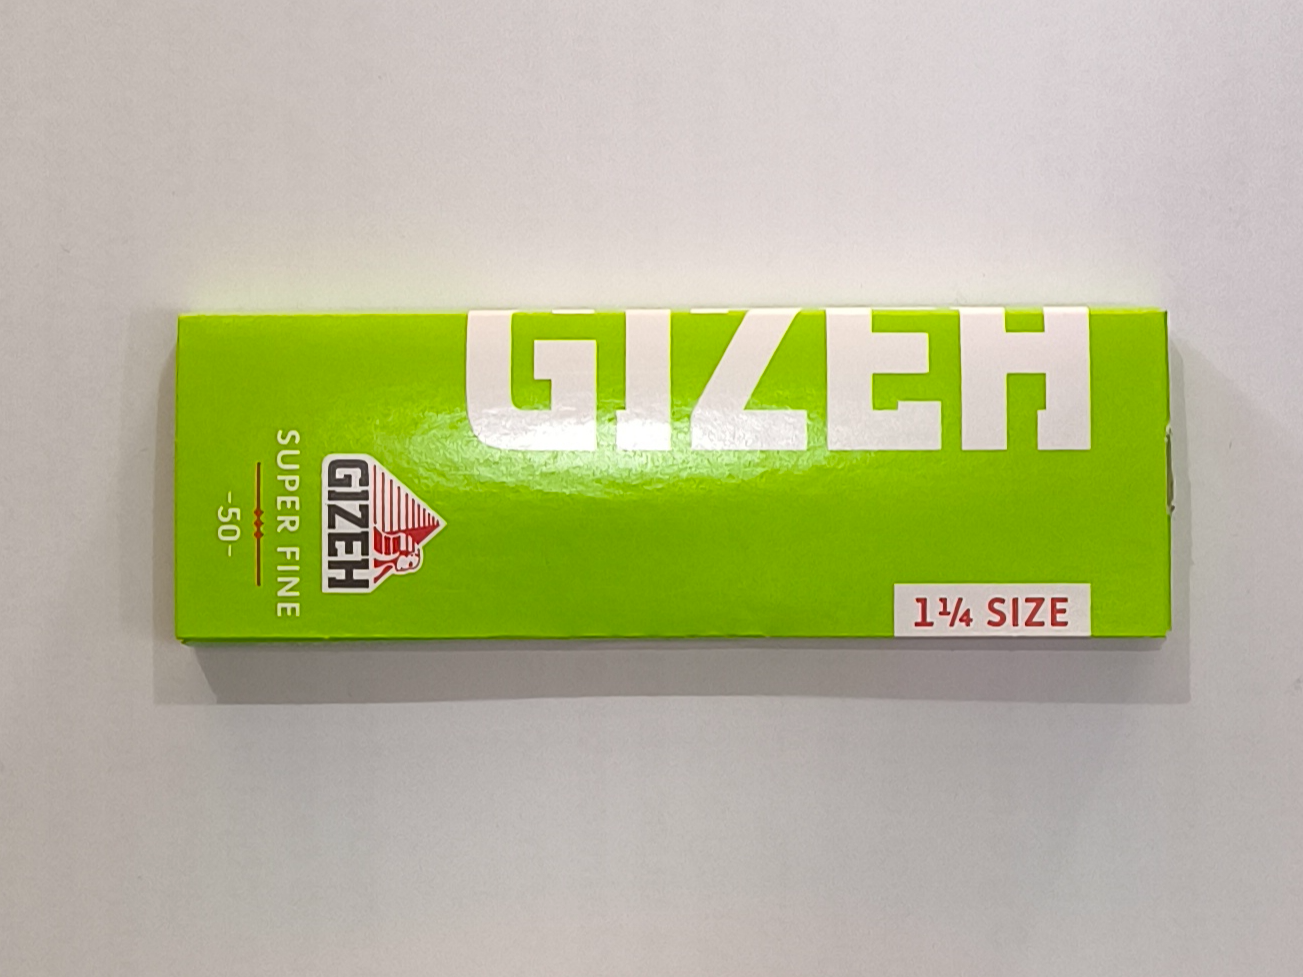 GIZEH
GIZEH
SUPER FINE
-50-
1¼ SIZE